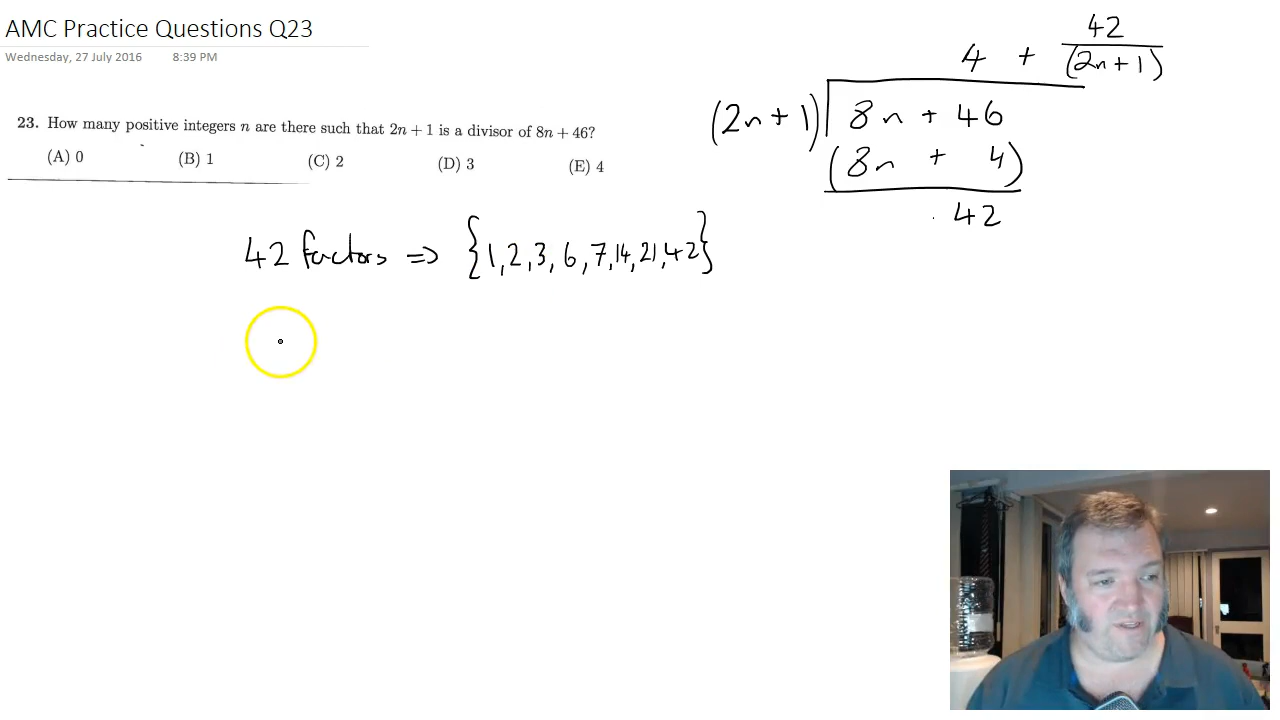 AMC Practice Questions Q23
Wednesday, 27 July 2016 8:39 PM
23. How many positive integers n are there such that 2n + 1 is a divisor of 8n + 46?
(A) 0 (B) 1 (C) 2 (D) 3 (E) 4
42
4 + (2n+1)
(2n+1) 8n + 46
(8n + 4)
42
42 factors => {1,2,3,6,7,14,21,42}